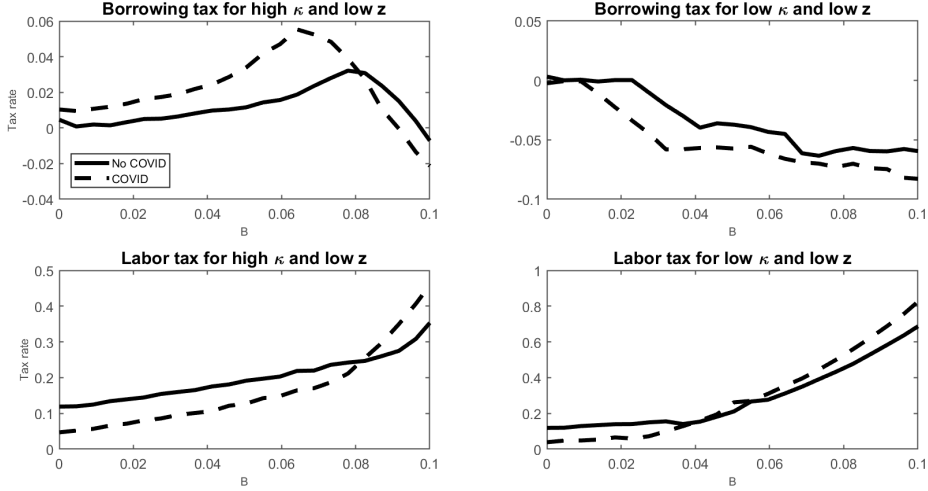 Borrowing tax for high κ and low z
0.06
0.04
0.02
0
-0.02
-0.04
Tax rate
No COVID
COVID
0 0.02 0.04 0.06 0.08 0.1
B
Borrowing tax for low κ and low z
0.05
0
-0.05
-0.1
0 0.02 0.04 0.06 0.08 0.1
B
Labor tax for high κ and low z
0.5
0.4
0.3
0.2
0.1
0
Tax rate
0 0.02 0.04 0.06 0.08 0.1
B
Labor tax for low κ and low z
1
0.8
0.6
0.4
0.2
0
0 0.02 0.04 0.06 0.08 0.1
B